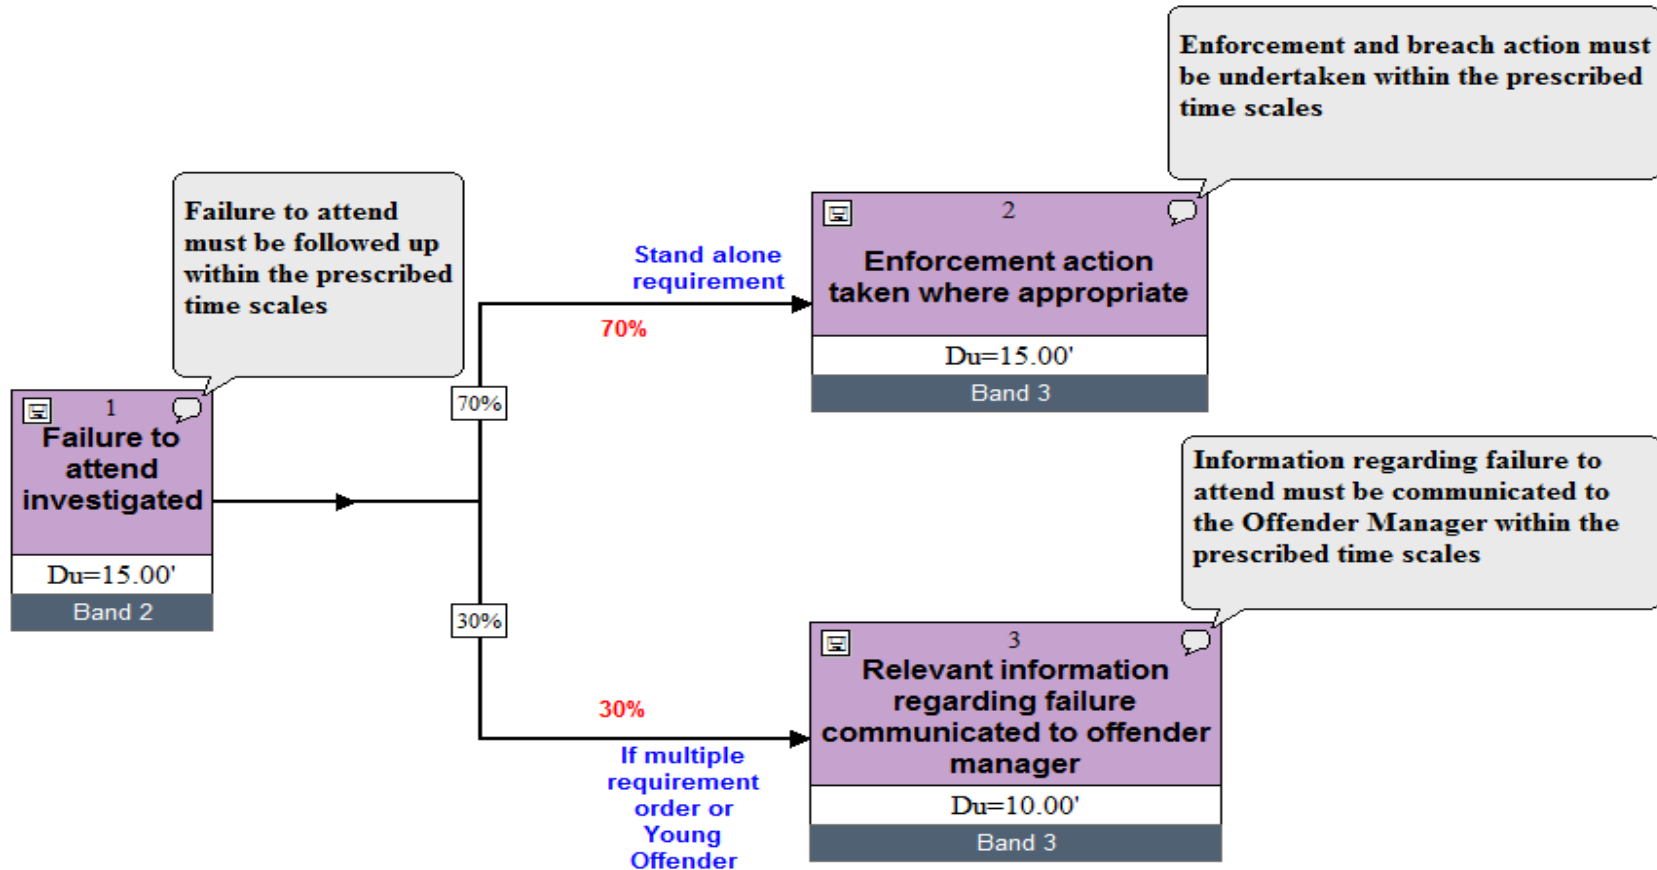 Enforcement and breach action must
be undertaken within the prescribed
time scales
Failure to attend
must be followed up
within the prescribed
time scales
2
Enforcement action
taken where appropriate
Du=15.00'
Band 3
Stand alone
requirement
70%
70%
1
Failure to
attend
investigated
Du=15.00'
Band 2
Information regarding failure to
attend must be communicated to
the Offender Manager within the
prescribed time scales
30%
30%
If multiple
requirement
order or
Young
Offender
3
Relevant information
regarding failure
communicated to offender
manager
Du=10.00'
Band 3